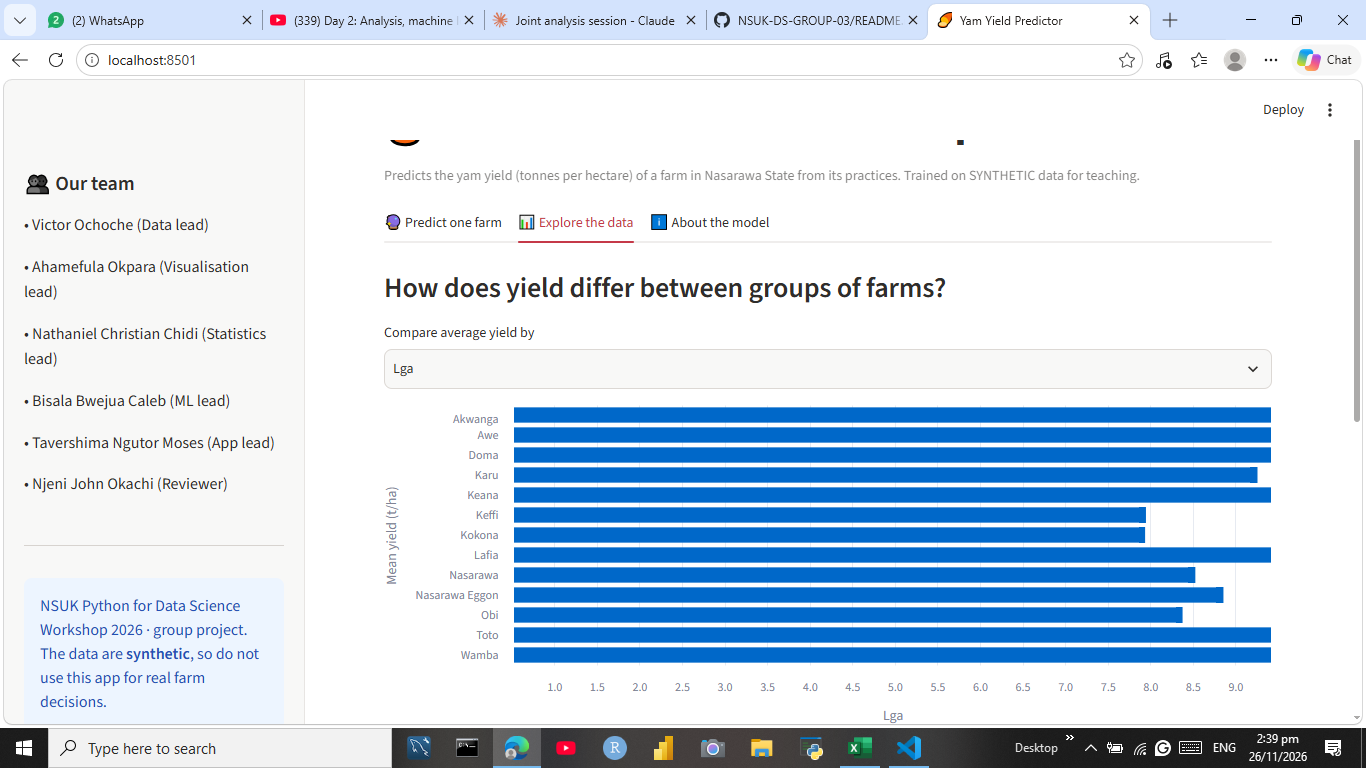 2
(2) WhatsApp
(339) Day 2: Analysis, machine
Joint analysis session - Claude
NSUK-DS-GROUP-03/README.
Yam Yield Predictor
localhost:8501
Chat
Deploy
Our team
• Victor Ochoche (Data lead)
• Ahamefula Okpara (Visualisation
lead)
• Nathaniel Christian Chidi (Statistics
lead)
• Bisala Bwejua Caleb (ML lead)
• Tavershima Ngutor Moses (App lead)
• Njeni John Okachi (Reviewer)
NSUK Python for Data Science
Workshop 2026 · group project.
The data are synthetic, so do not
use this app for real farm
decisions.
Predicts the yam yield (tonnes per hectare) of a farm in Nasarawa State from its practices. Trained on SYNTHETIC data for teaching.
Predict one farm
Explore the data
About the model
How does yield differ between groups of farms?
Compare average yield by
Lga
Mean yield (t/ha)
Akwanga
Awe
Doma
Karu
Keana
Keffi
Kokona
Lafia
Nasarawa
Nasarawa Eggon
Obi
Toto
Wamba
1.0 1.5 2.0 2.5 3.0 3.5 4.0 4.5 5.0 5.5 6.0 6.5 7.0 7.5 8.0 8.5 9.0
Lga
Type here to search
R
Desktop
ENG
2:39 pm
26/11/2026